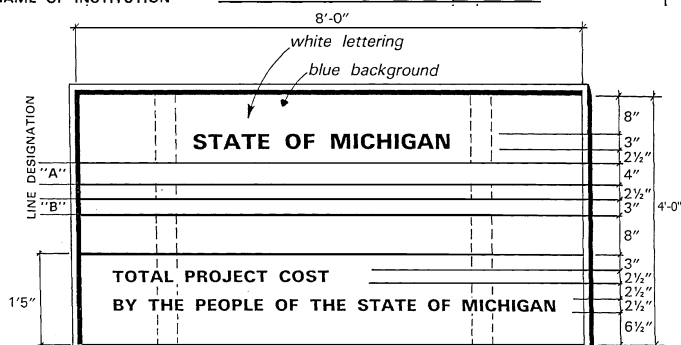 NAME OF INSTITUTION
8'-0"
white lettering
blue background
LINE DESIGNATION
STATE OF MICHIGAN
"A"
"B"
8"
3"
2½"
4"
2½"
3"
8"
4'-0"
TOTAL PROJECT COST
BY THE PEOPLE OF THE STATE OF MICHIGAN
1'5"
3"
2½"
2½"
2½"
6½"